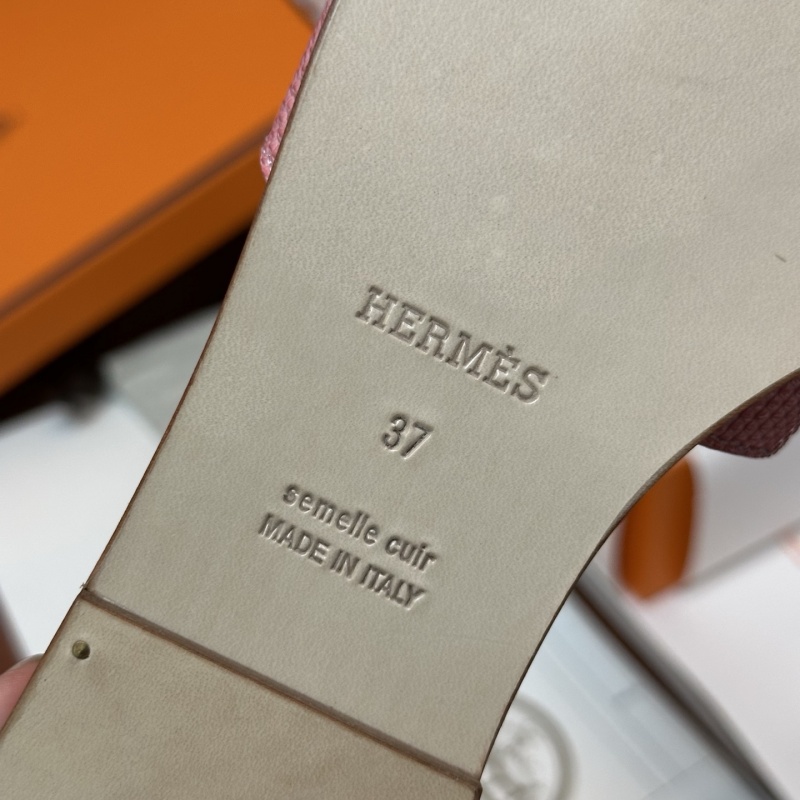 HERMÈS
37
semelle cuir
MADE IN ITALY